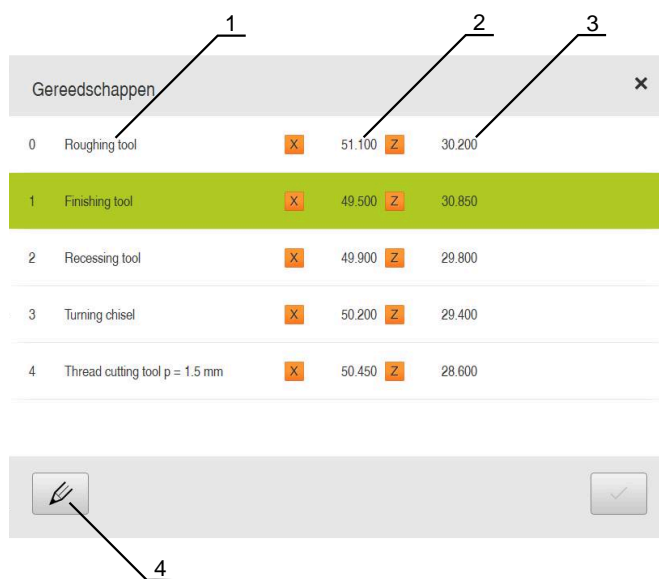 1 2 3
Gereedschappen ×
0 Roughing tool X 51.100 Z 30.200
1 Finishing tool X 49.500 Z 30.850
2 Recessing tool X 49.900 Z 29.800
3 Turning chisel X 50.200 Z 29.400
4 Thread cutting tool p = 1.5 mm X 50.450 Z 28.600
4